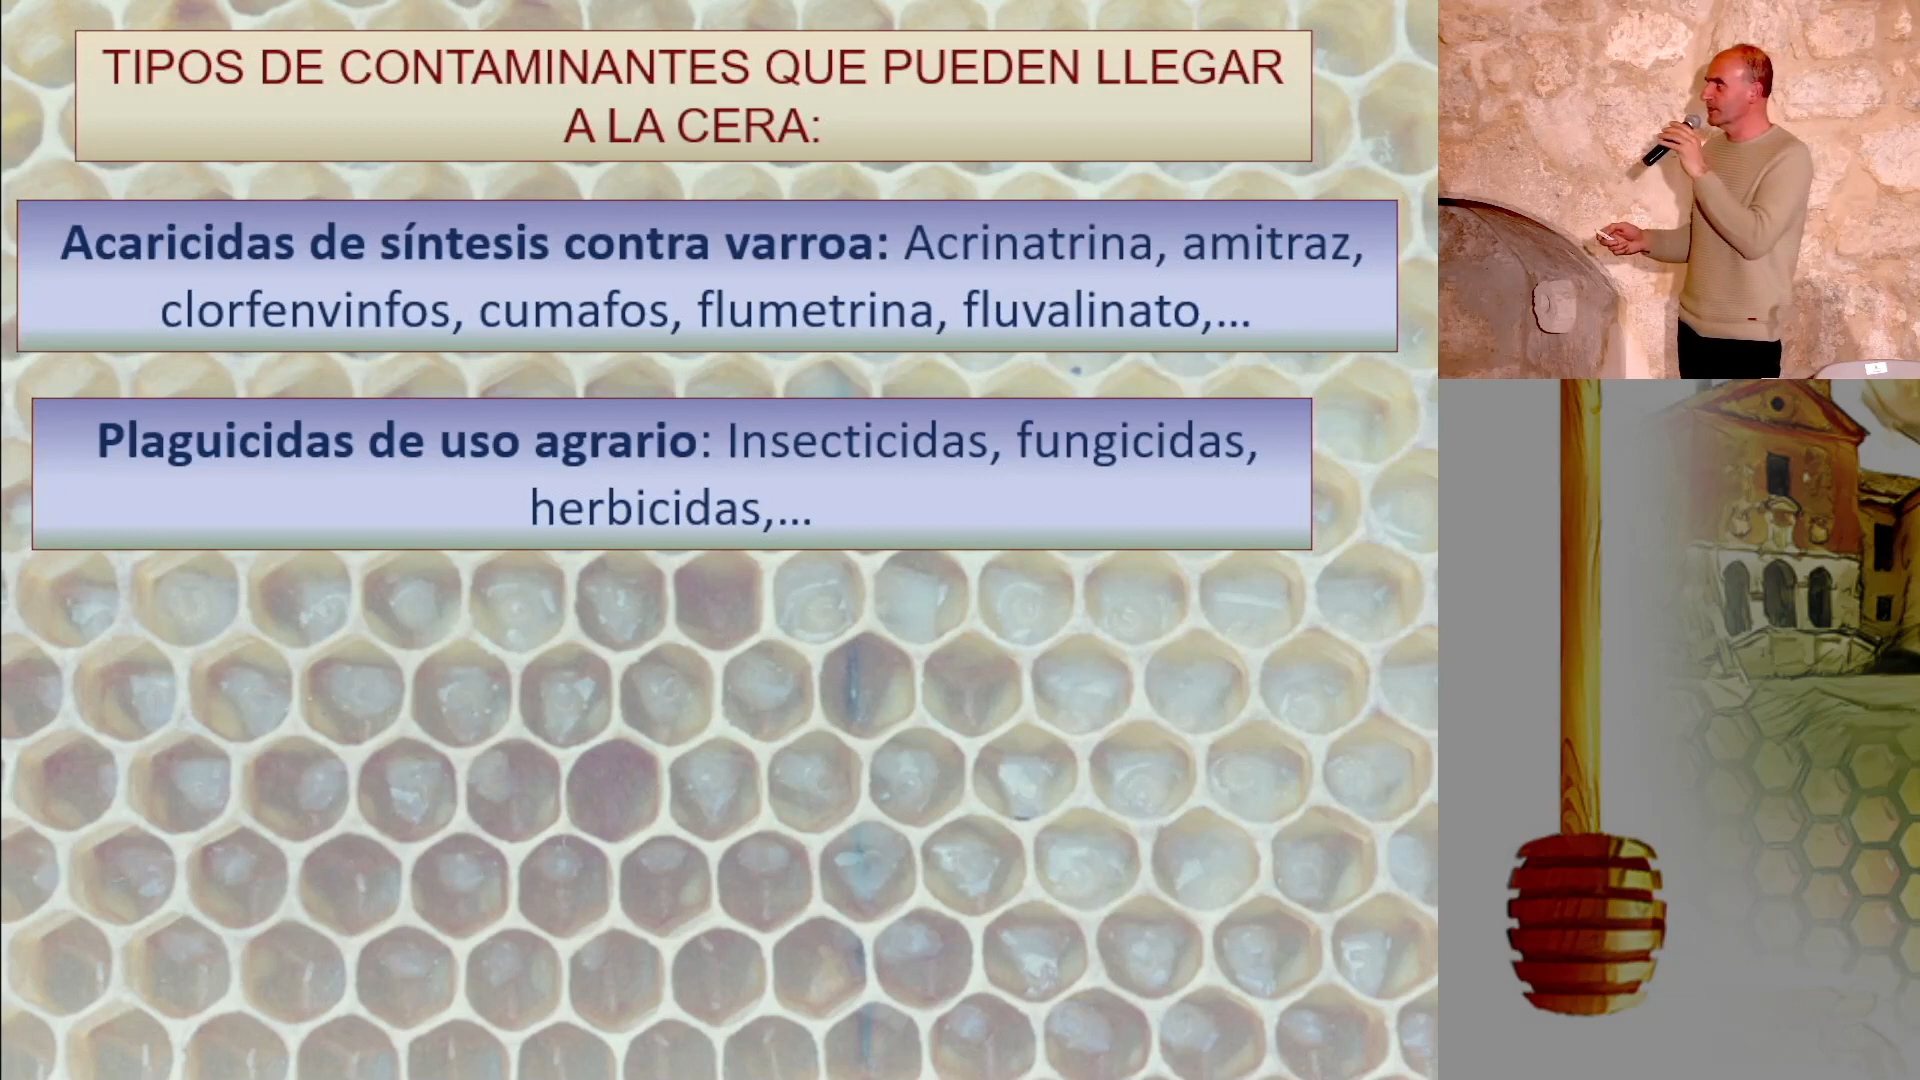 TIPOS DE CONTAMINANTES QUE PUEDEN LLEGAR
A LA CERA:
Acaricidas de síntesis contra varroa: Acrinatrina, amitraz,
clorfenvinfos, cumafos, flumetrina, fluvalinato,...
Plaguicidas de uso agrario: Insecticidas, fungicidas,
herbicidas,...